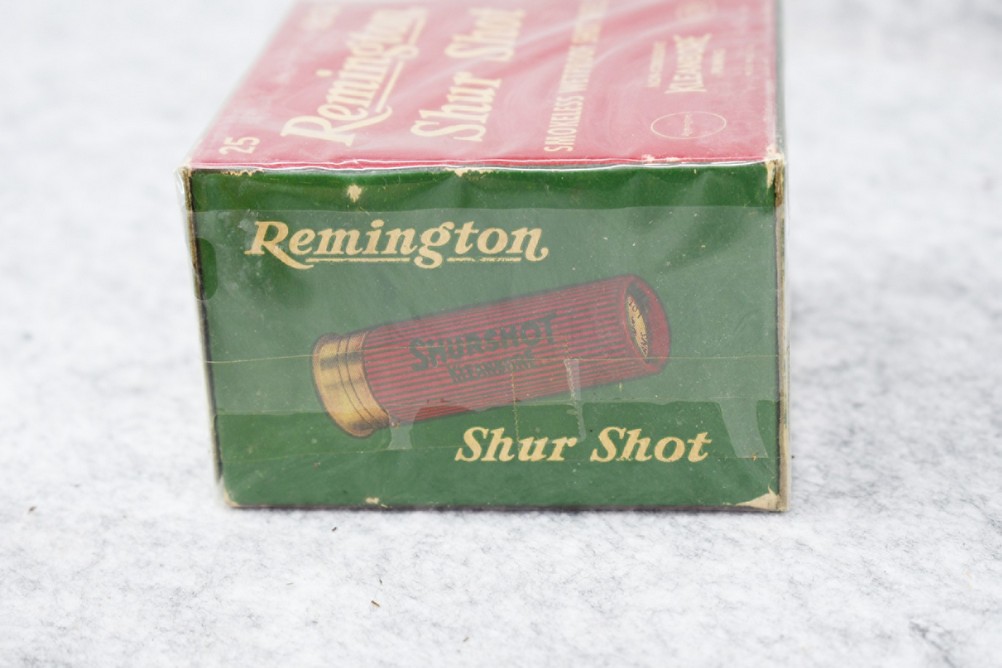 25
Remington
Shur Shot
SMOKELESS
KLEANBORE
Remington
SHURSHOT
KLEANBORE
Shur Shot